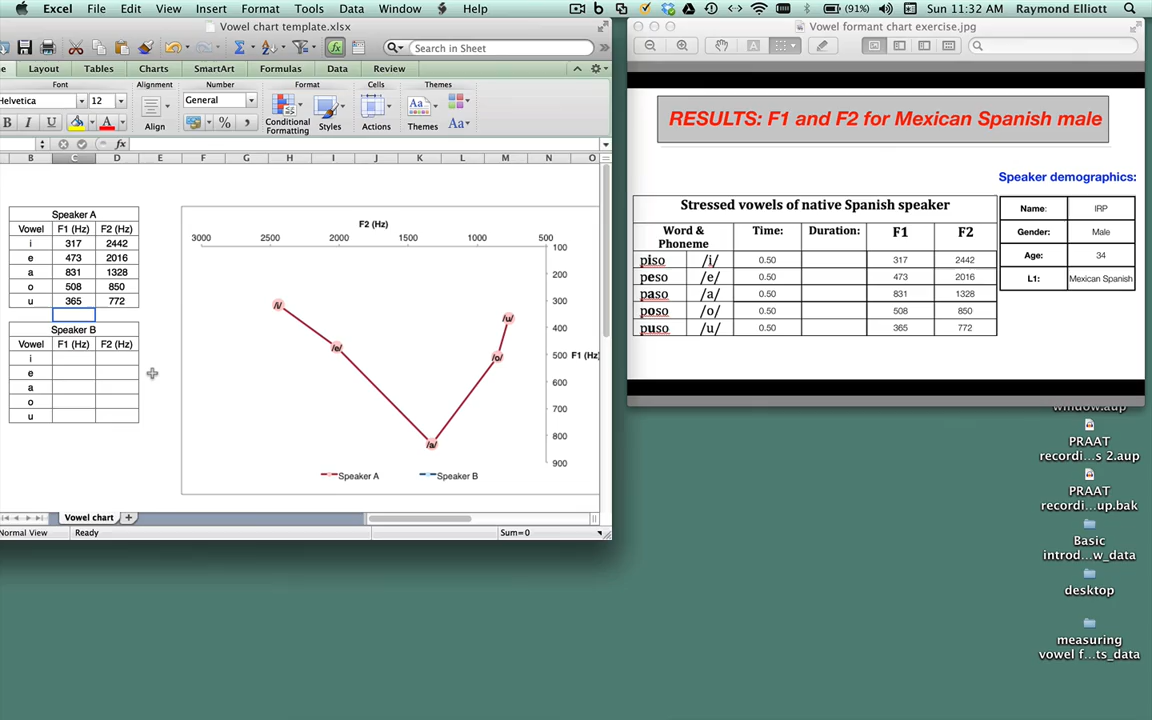 Excel File Edit View Insert Format Tools Data Window Help (91%) Sun 11:32 AM Raymond Elliott
Vowel chart template.xlsx
Search in Sheet
Layout Tables Charts SmartArt Formulas Data Review
Font Alignment Number Format Cells Themes
Helvetica 12 General
B I U A % Align Conditional Formatting Styles Actions Themes Aa
fx
B C D E F G H I J K L M N O
Speaker A
Vowel F1 (Hz) F2 (Hz)
i 317 2442
e 473 2016
a 831 1328
o 508 850
u 365 772
Speaker B
Vowel F1 (Hz) F2 (Hz)
i
e
a
o
u
F2 (Hz)
3000 2500 2000 1500 1000 500
100
200
300
400
500 F1 (Hz)
600
700
800
900
/i/
/e/
/a/
/o/
/u/
Speaker A Speaker B
Vowel chart
Normal View Ready Sum=0
Vowel formant chart exercise.jpg
RESULTS: F1 and F2 for Mexican Spanish male
Speaker demographics:
Stressed vowels of native Spanish speaker
Word & Phoneme Time: Duration: F1 F2
piso /i/ 0.50 317 2442
peso /e/ 0.50 473 2016
paso /a/ 0.50 831 1328
poso /o/ 0.50 508 850
puso /u/ 0.50 365 772
Name: IRP
Gender: Male
Age: 34
L1: Mexican Spanish
window.aup
PRAAT
recordi...s 2.aup
PRAAT
recordi...up.bak
Basic
introd...w_data
desktop
measuring
vowel f...ts_data